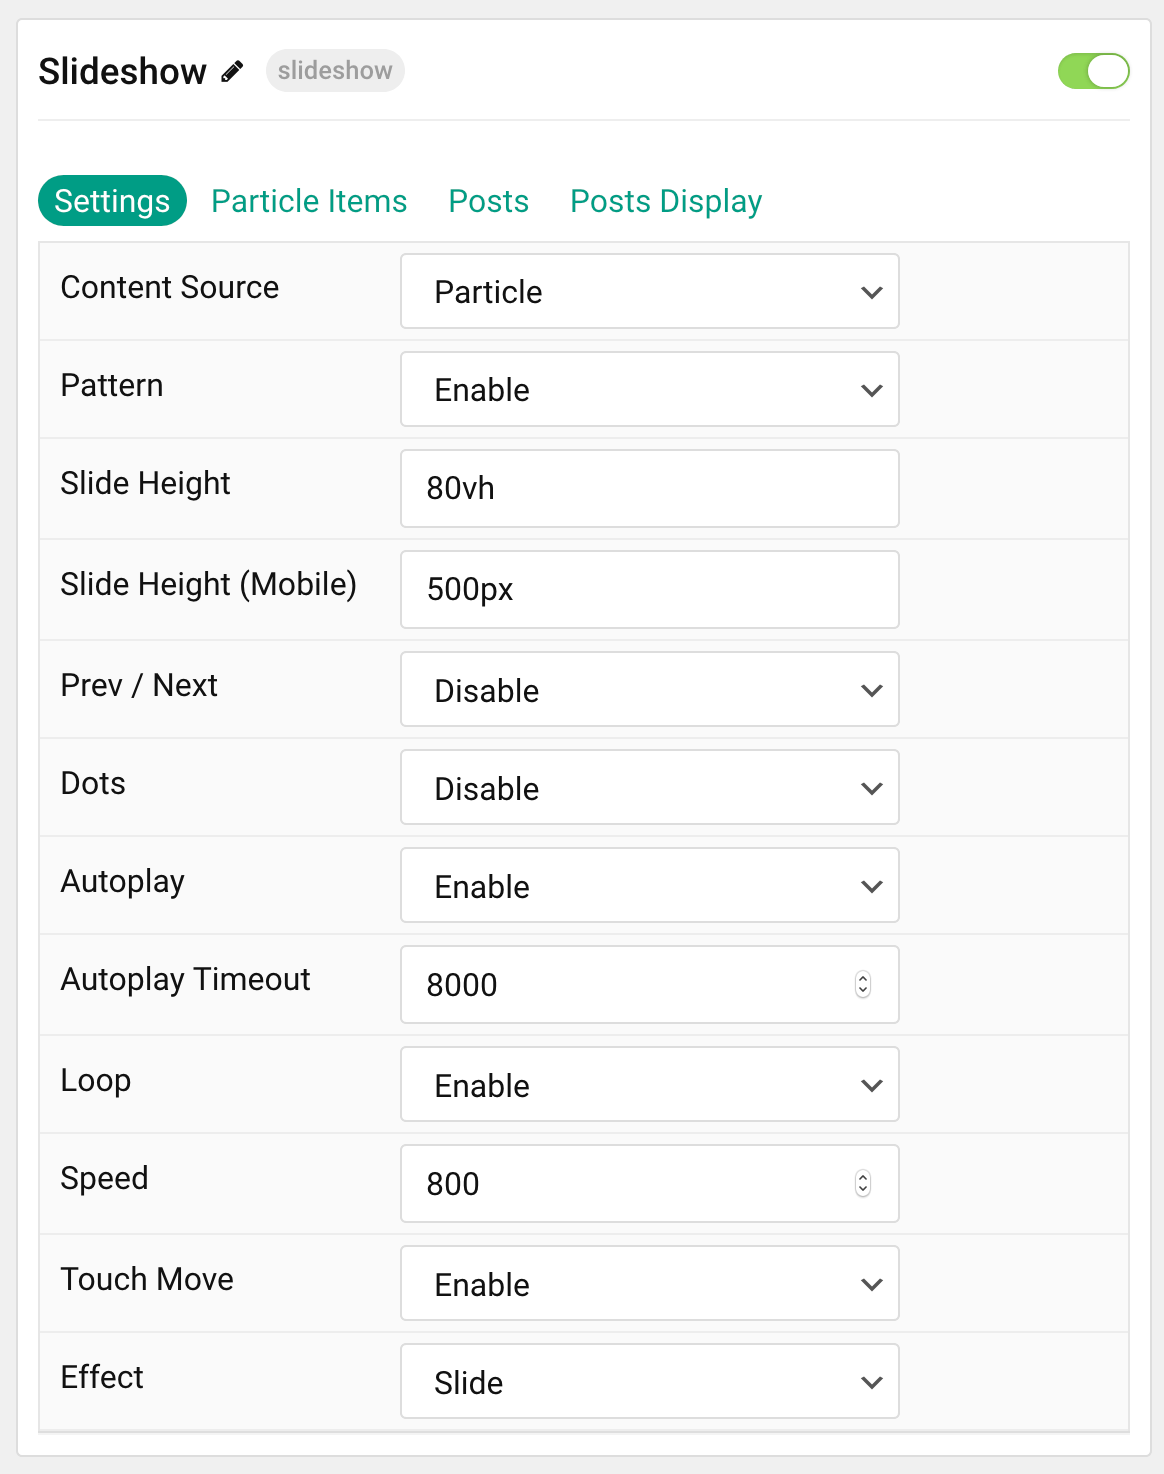 Slideshow slideshow
Settings Particle Items Posts Posts Display
Content Source Particle
Pattern Enable
Slide Height 80vh
Slide Height (Mobile) 500px
Prev / Next Disable
Dots Disable
Autoplay Enable
Autoplay Timeout 8000
Loop Enable
Speed 800
Touch Move Enable
Effect Slide